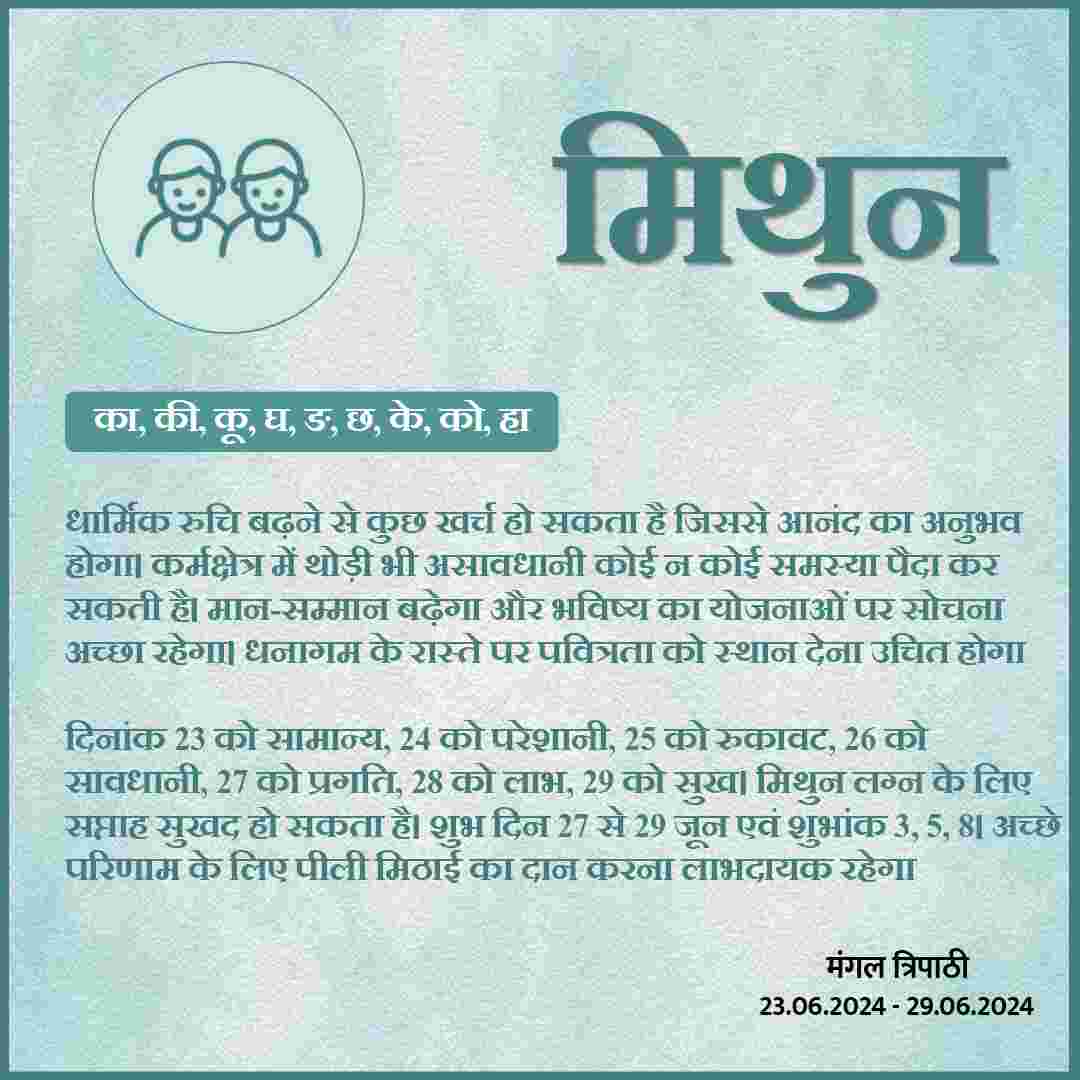 मिथुन
का, की, कू, घ, ङ, छ, के, को, हा
धार्मिक रुचि बढ़ने से कुछ खर्च हो सकता है जिससे आनंद का अनुभव
होगा। कर्मक्षेत्र में थोड़ी भी असावधानी कोई न कोई समस्या पैदा कर
सकती है। मान-सम्मान बढ़ेगा और भविष्य का योजनाओं पर सोचना
अच्छा रहेगा। धनागम के रास्ते पर पवित्रता को स्थान देना उचित होगा
दिनांक 23 को सामान्य, 24 को परेशानी, 25 को रुकावट, 26 को
सावधानी, 27 को प्रगति, 28 को लाभ, 29 को सुख। मिथुन लग्न के लिए
सप्ताह सुखद हो सकता है। शुभ दिन 27 से 29 जून एवं शुभांक 3, 5, 8। अच्छे
परिणाम के लिए पीली मिठाई का दान करना लाभदायक रहेगा
मंगल त्रिपाठी
23.06.2024 - 29.06.2024